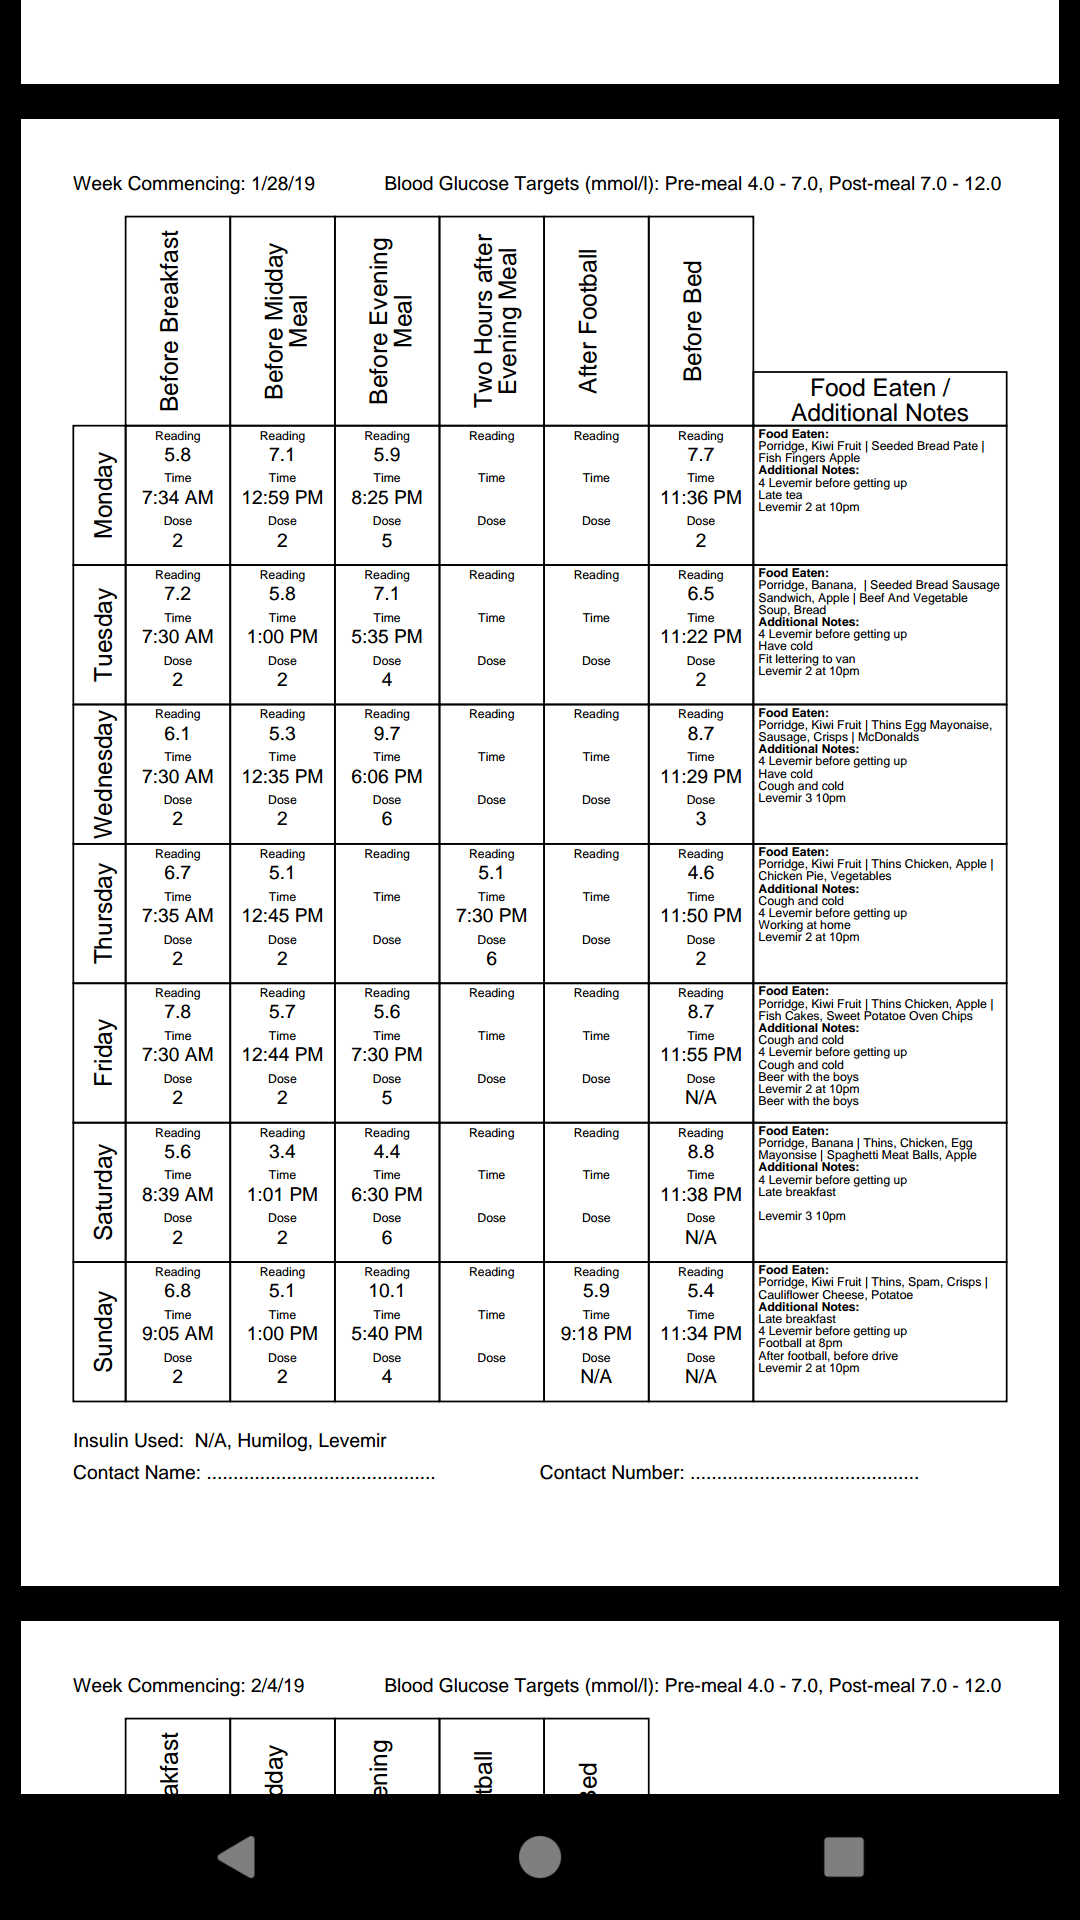 Week Commencing: 1/28/19 Blood Glucose Targets (mmol/l): Pre-meal 4.0 - 7.0, Post-meal 7.0 - 12.0
Before Breakfast
Before Midday
Meal
Before Evening
Meal
Two Hours after
Evening Meal
After Football
Before Bed
Food Eaten /
Additional Notes
Monday
Reading Reading Reading Reading Reading Reading
5.8 7.1 5.9 7.7
Time Time Time Time Time Time
7:34 AM 12:59 PM 8:25 PM 11:36 PM
Dose Dose Dose Dose Dose Dose
2 2 5 2
Food Eaten:
Porridge, Kiwi Fruit | Seeded Bread Pate |
Fish Fingers Apple
Additional Notes:
4 Levemir before getting up
Late tea
Levemir 2 at 10pm
Tuesday
Reading Reading Reading Reading Reading Reading
7.2 5.8 7.1 6.5
Time Time Time Time Time Time
7:30 AM 1:00 PM 5:35 PM 11:22 PM
Dose Dose Dose Dose Dose Dose
2 2 4 2
Food Eaten:
Porridge, Banana, | Seeded Bread Sausage
Sandwich, Apple | Beef And Vegetable
Soup, Bread
Additional Notes:
4 Levemir before getting up
Have cold
Fit lettering to van
Levemir 2 at 10pm
Wednesday
Reading Reading Reading Reading Reading Reading
6.1 5.3 9.7 8.7
Time Time Time Time Time Time
7:30 AM 12:35 PM 6:06 PM 11:29 PM
Dose Dose Dose Dose Dose Dose
2 2 6 3
Food Eaten:
Porridge, Kiwi Fruit | Thins Egg Mayonaise,
Sausage, Crisps | McDonalds
Additional Notes:
4 Levemir before getting up
Have cold
Cough and cold
Levemir 3 10pm
Thursday
Reading Reading Reading Reading Reading Reading
6.7 5.1 5.1 4.6
Time Time Time Time Time Time
7:35 AM 12:45 PM 7:30 PM 11:50 PM
Dose Dose Dose Dose Dose Dose
2 2 6 2
Food Eaten:
Porridge, Kiwi Fruit | Thins Chicken, Apple |
Chicken Pie, Vegetables
Additional Notes:
Cough and cold
4 Levemir before getting up
Working at home
Levemir 2 at 10pm
Friday
Reading Reading Reading Reading Reading Reading
7.8 5.7 5.6 8.7
Time Time Time Time Time Time
7:30 AM 12:44 PM 7:30 PM 11:55 PM
Dose Dose Dose Dose Dose Dose
2 2 5 N/A
Food Eaten:
Porridge, Kiwi Fruit | Thins Chicken, Apple |
Fish Cakes, Sweet Potatoe Oven Chips
Additional Notes:
Cough and cold
4 Levemir before getting up
Cough and cold
Beer with the boys
Levemir 2 at 10pm
Beer with the boys
Saturday
Reading Reading Reading Reading Reading Reading
5.6 3.4 4.4 8.8
Time Time Time Time Time Time
8:39 AM 1:01 PM 6:30 PM 11:38 PM
Dose Dose Dose Dose Dose Dose
2 2 6 N/A
Food Eaten:
Porridge, Banana | Thins, Chicken, Egg
Mayonsise | Spaghetti Meat Balls, Apple
Additional Notes:
4 Levemir before getting up
Late breakfast
Levemir 3 10pm
Sunday
Reading Reading Reading Reading Reading Reading
6.8 5.1 10.1 5.9 5.4
Time Time Time Time Time Time
9:05 AM 1:00 PM 5:40 PM 9:18 PM 11:34 PM
Dose Dose Dose Dose Dose Dose
2 2 4 N/A N/A
Food Eaten:
Porridge, Kiwi Fruit | Thins, Spam, Crisps |
Cauliflower Cheese, Potatoe
Additional Notes:
Late breakfast
4 Levemir before getting up
Football at 8pm
After football, before drive
Levemir 2 at 10pm
Insulin Used: N/A, Humilog, Levemir
Contact Name: ........................................... Contact Number: ...........................................
Week Commencing: 2/4/19 Blood Glucose Targets (mmol/l): Pre-meal 4.0 - 7.0, Post-meal 7.0 - 12.0
akfast
dday
ening
tball
ed